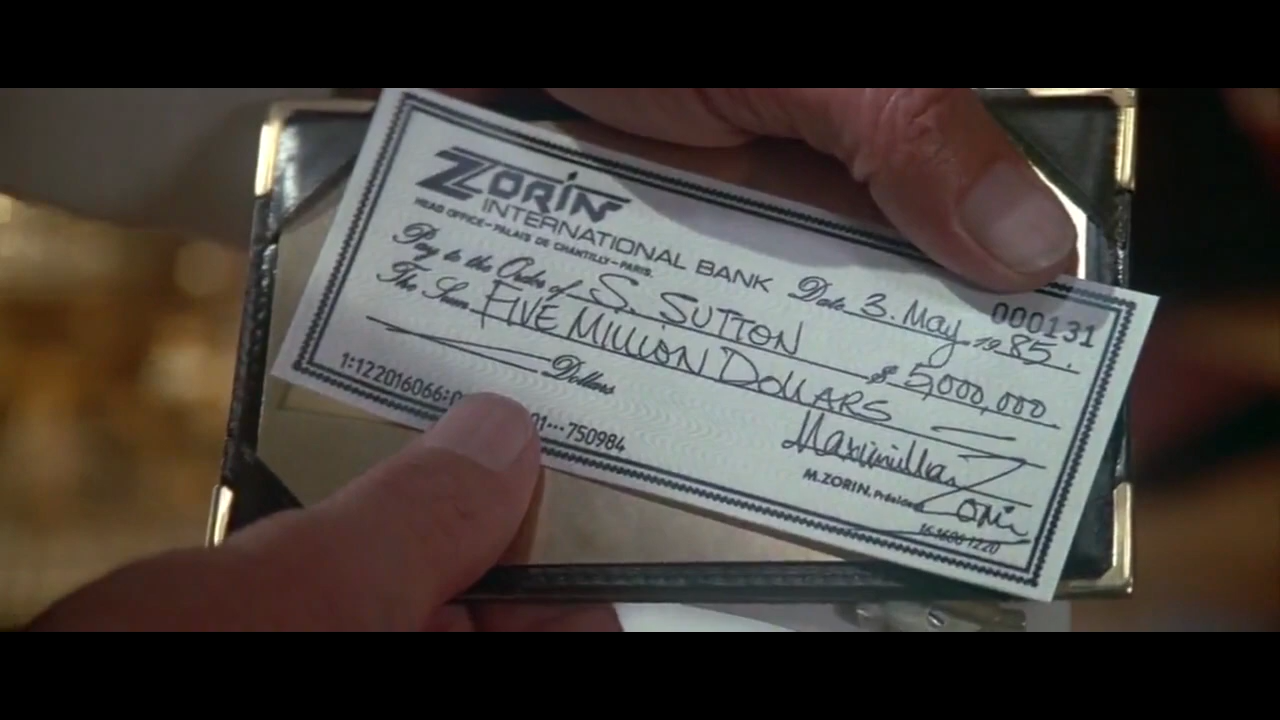 ZORIN
INTERNATIONAL BANK
HEAD OFFICE-PALAIS DE CHANTILLY-PARIS.
000131
Date 3. May 1985.
Pay to the Order of S. SUTTON $ 5,000,000
The Sum FIVE MILLION DOLLARS
Dollars
Maximillian Zorin
M.ZORIN. Président
1:122016066: 01···750984